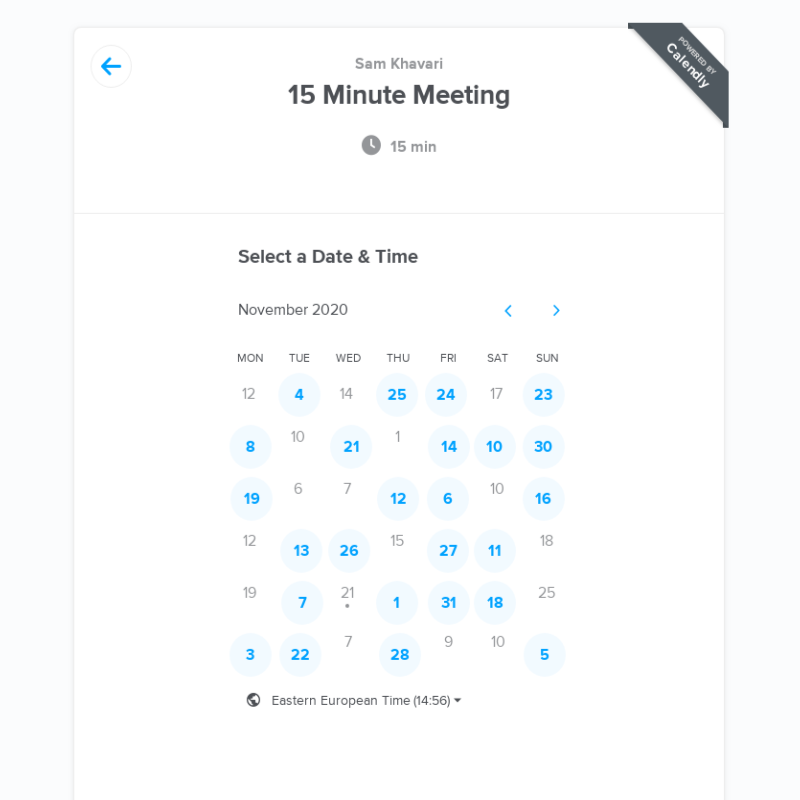 POWERED BY
Calendly
Sam Khavari
15 Minute Meeting
15 min
Select a Date & Time
November 2020
MON TUE WED THU FRI SAT SUN
12 4 14 25 24 17 23
8 10 21 1 14 10 30
19 6 7 12 6 10 16
12 13 26 15 27 11 18
19 7 21 1 31 18 25
3 22 7 28 9 10 5
Eastern European Time (14:56)